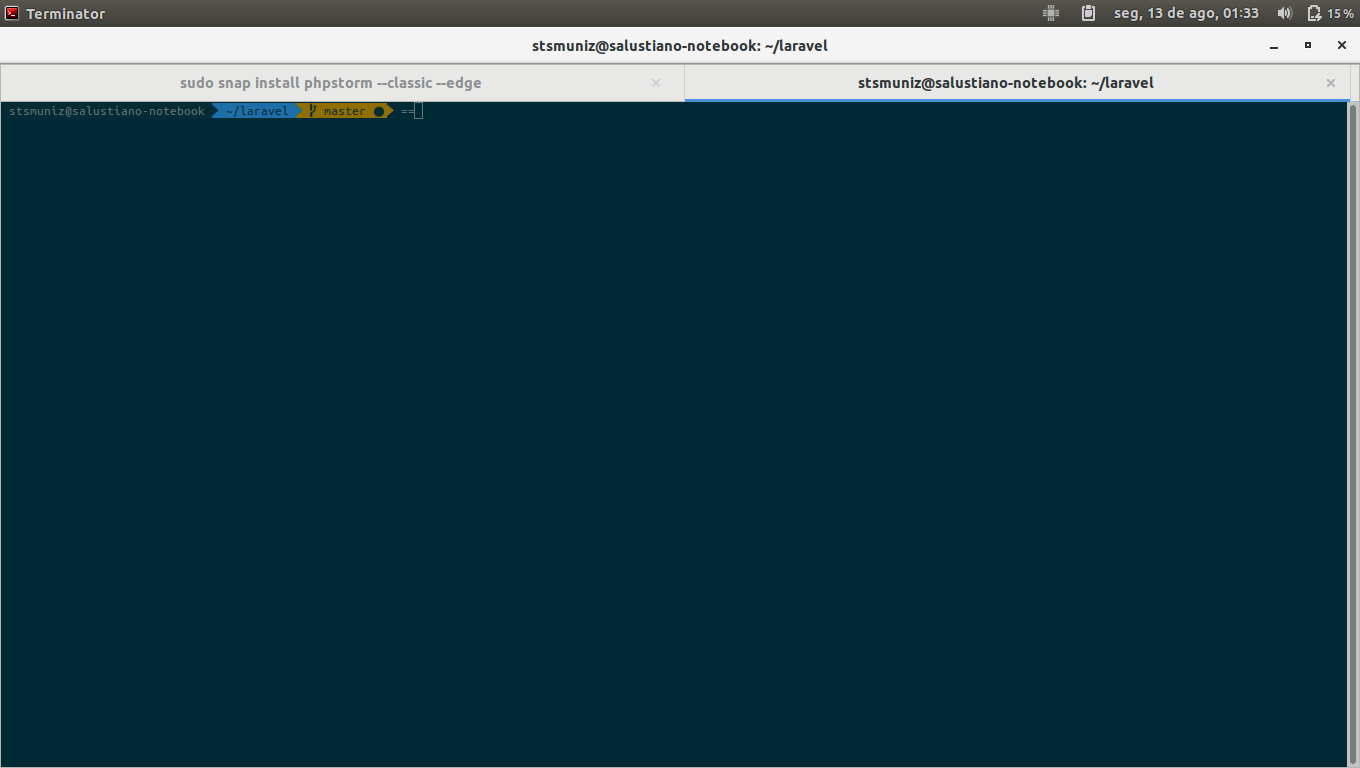 Terminator
seg, 13 de ago, 01:33
15%
stsmuniz@salustiano-notebook: ~/laravel
sudo snap install phpstorm --classic --edge
stsmuniz@salustiano-notebook: ~/laravel
stsmuniz@salustiano-notebook ~/laravel master ● ==